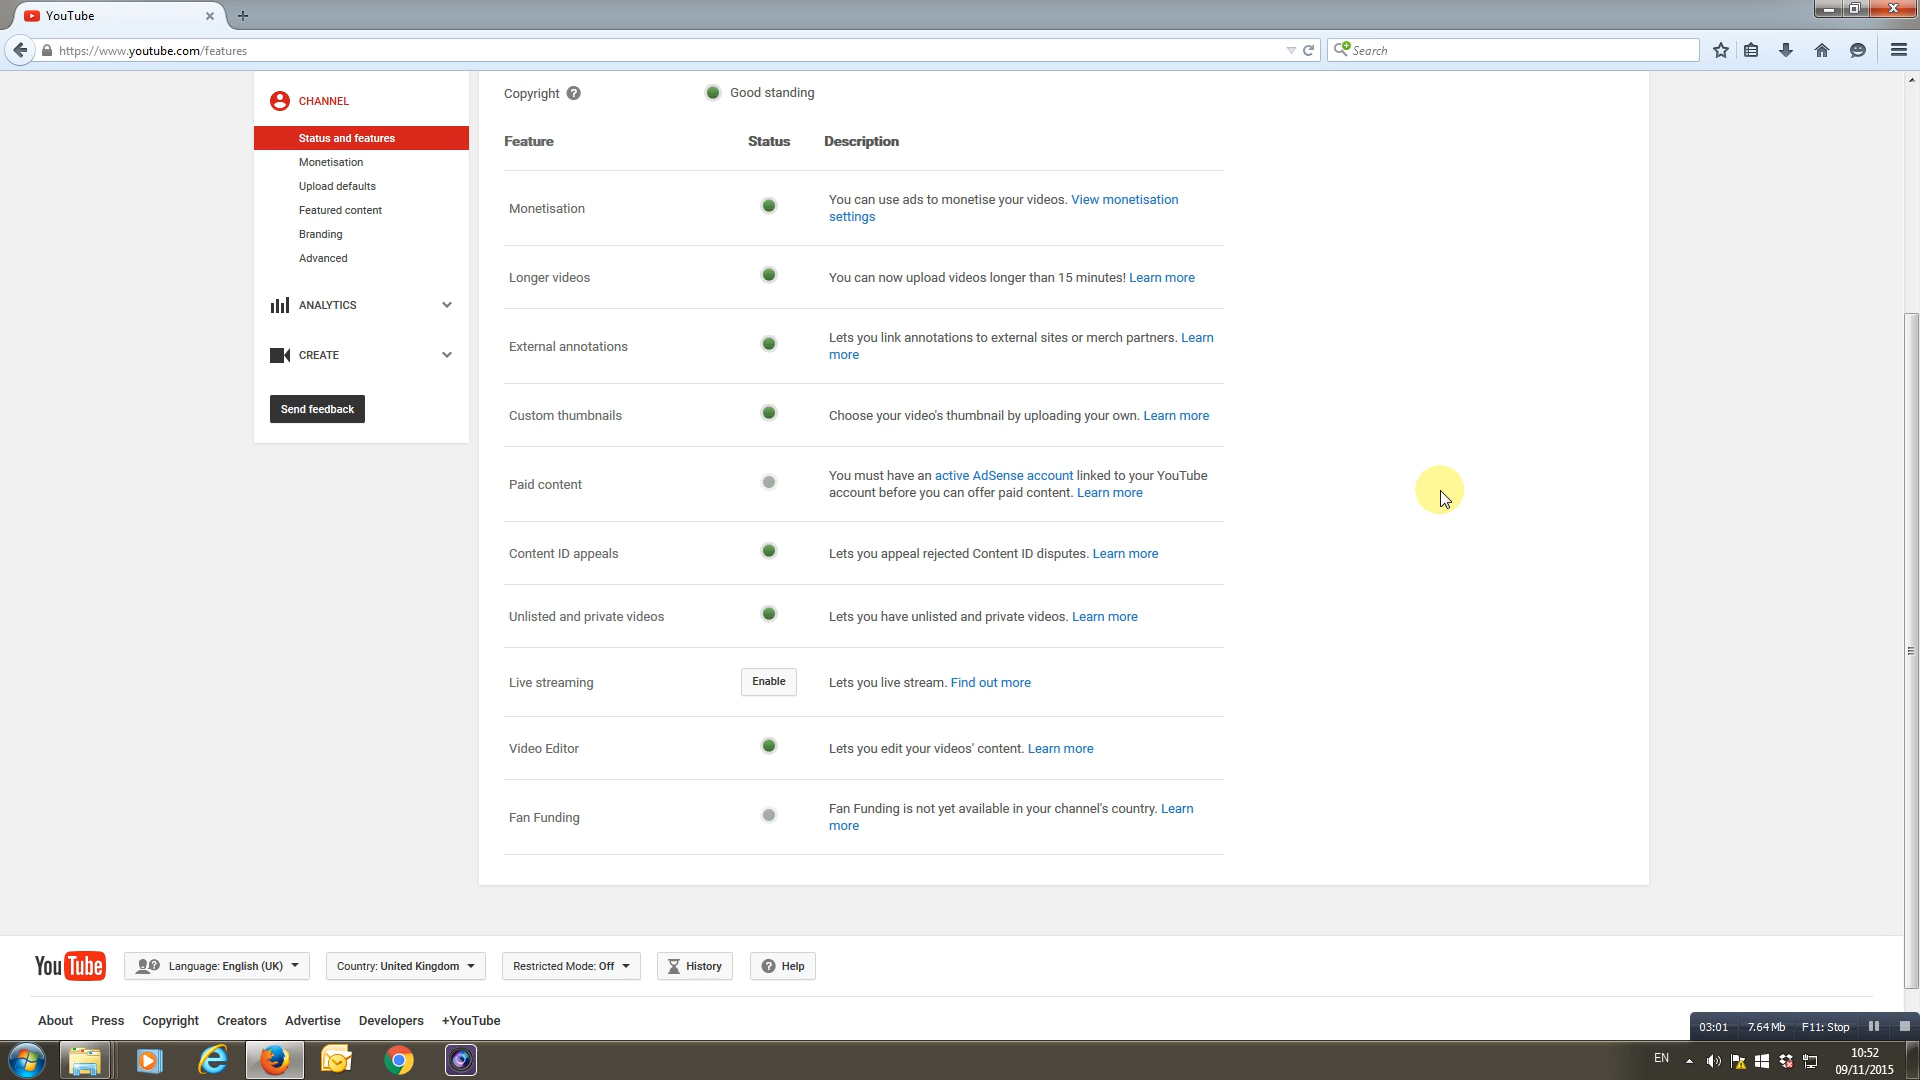 YouTube
https://www.youtube.com/features
Search
CHANNEL
Status and features
Monetisation
Upload defaults
Featured content
Branding
Advanced
ANALYTICS
CREATE
Send feedback
Copyright ? Good standing
Feature Status Description
Monetisation You can use ads to monetise your videos. View monetisation
settings
Longer videos You can now upload videos longer than 15 minutes! Learn more
External annotations Lets you link annotations to external sites or merch partners. Learn
more
Custom thumbnails Choose your video's thumbnail by uploading your own. Learn more
Paid content You must have an active AdSense account linked to your YouTube
account before you can offer paid content. Learn more
Content ID appeals Lets you appeal rejected Content ID disputes. Learn more
Unlisted and private videos Lets you have unlisted and private videos. Learn more
Live streaming Enable Lets you live stream. Find out more
Video Editor Lets you edit your videos' content. Learn more
Fan Funding Fan Funding is not yet available in your channel's country. Learn
more
YouTube Language: English (UK) Country: United Kingdom Restricted Mode: Off History ? Help
About Press Copyright Creators Advertise Developers +YouTube
03:01 7.64 Mb F11: Stop
EN 10:52
09/11/2015